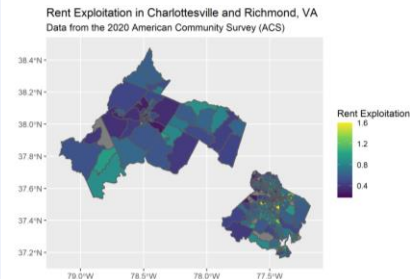 Rent Exploitation in Charlottesville and Richmond, VA
Data from the 2020 American Community Survey (ACS)
38.4°N
38.2°N
38.0°N
37.8°N
37.6°N
37.4°N
37.2°N
79.0°W
78.5°W
78.0°W
77.5°W
Rent Exploitation
1.6
1.2
0.8
0.4